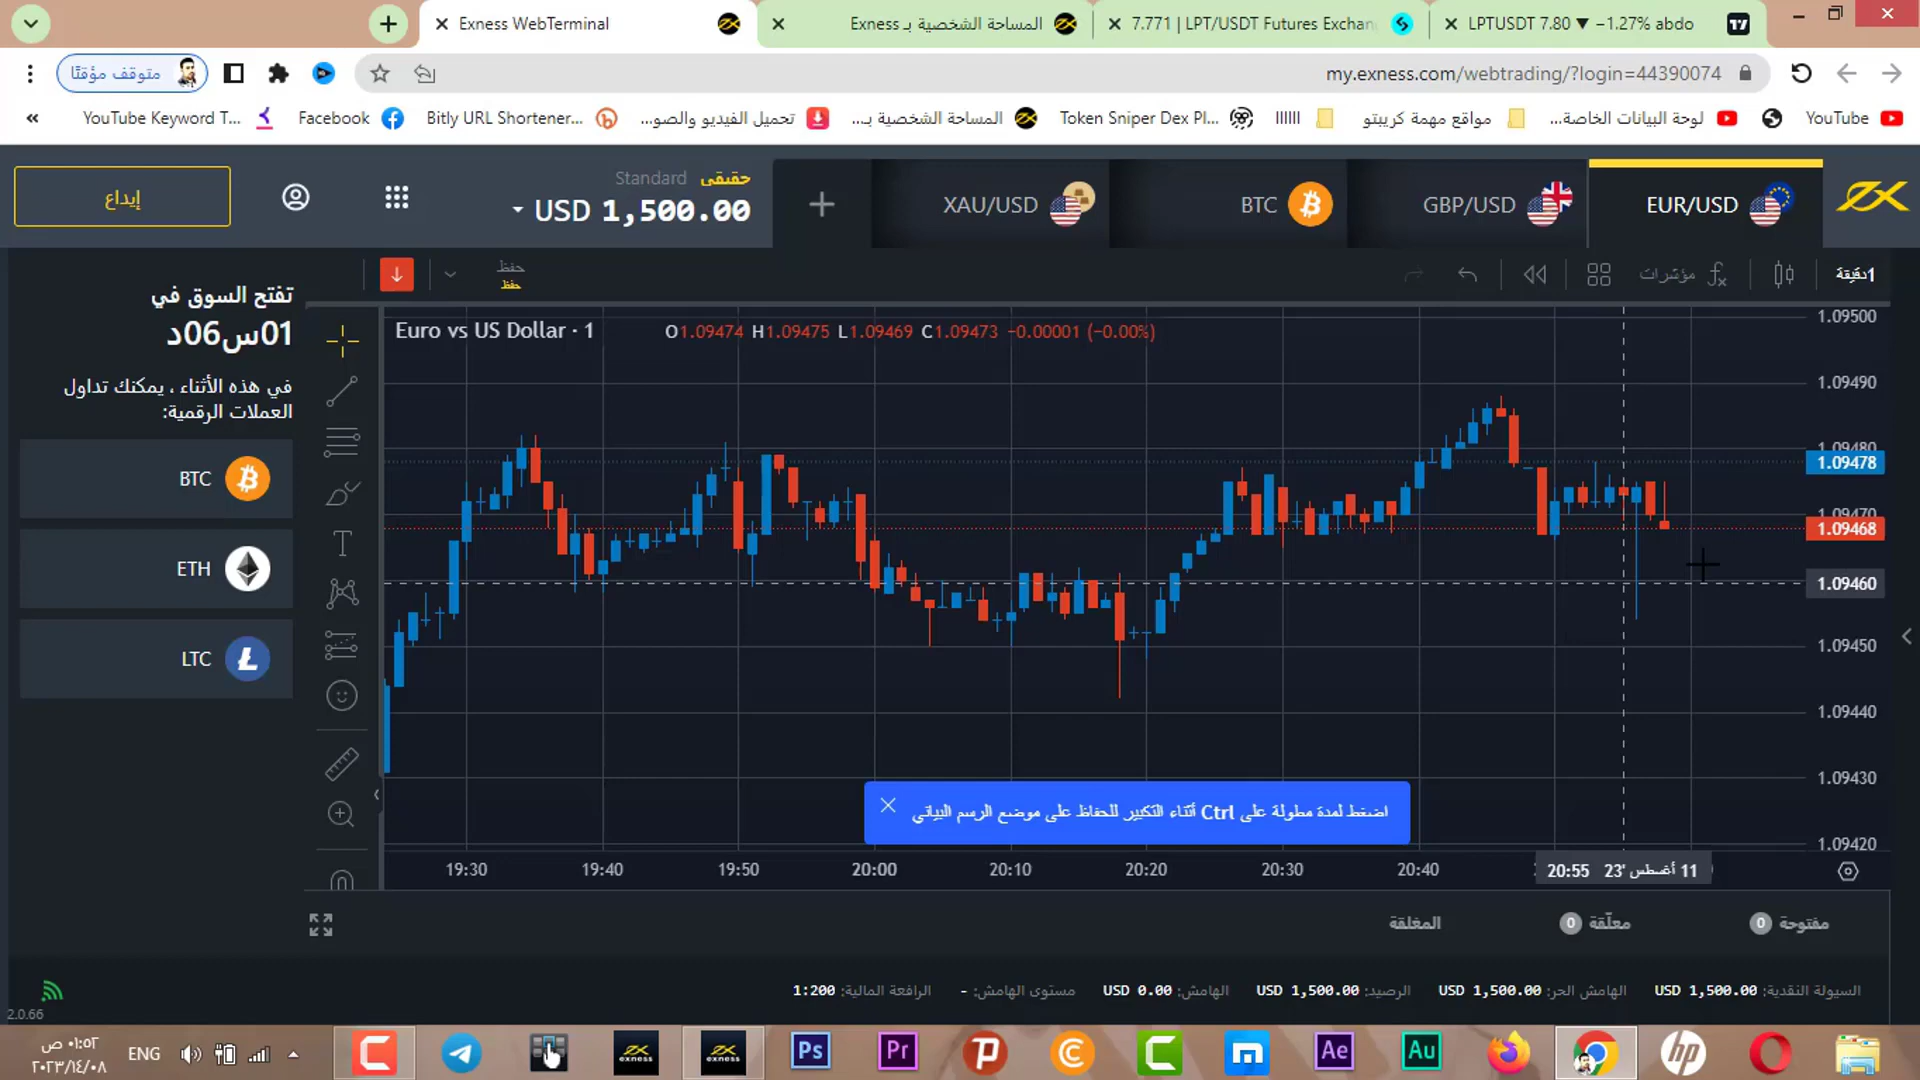 Exness WebTerminal
المساحة الشخصية بـ Exness
7.771 | LPT/USDT Futures Exchan
LPTUSDT 7.80 ▼ −1.27% abdo
متوقف مؤقتًا
my.exness.com/webtrading/?login=44390074
YouTube Keyword T...
Facebook
Bitly URL Shortener...
تحميل الفيديو والصو...
المساحة الشخصية بـ...
Token Sniper Dex Pl...
مواقع مهمة كريبتو
لوحة البيانات الخاصة...
YouTube
إيداع
Standard حقيقي
USD 1,500.00
XAU/USD
BTC
GBP/USD
EUR/USD
تفتح السوق في
01س06د
في هذه الأثناء ، يمكنك تداول
العملات الرقمية:
BTC
ETH
LTC
حفظ
حفظ
مؤشرات
1دقيقة
Euro vs US Dollar · 1
O1.09474 H1.09475 L1.09469 C1.09473 −0.00001 (−0.00%)
1.09500
1.09490
1.09480
1.09478
1.09470
1.09468
1.09460
1.09450
1.09440
1.09430
1.09420
اضغط لمدة مطولة على Ctrl أثناء التكبير للحفاظ على موضع الرسم البياني
19:30
19:40
19:50
20:00
20:10
20:20
20:30
20:40
11 أغسطس '23 20:55
مفتوحة 0
معلّقة 0
المغلقة
السيولة النقدية: 1,500.00 USD
الهامش الحر: 1,500.00 USD
الرصيد: 1,500.00 USD
الهامش: 0.00 USD
مستوى الهامش: -
الرافعة المالية: 1:200
2.0.66
٠١:٥٢ ص
٢٠٢٣/١٤/٠٨
ENG
exness
exness
Ps
Pr
Ae
Au
hp